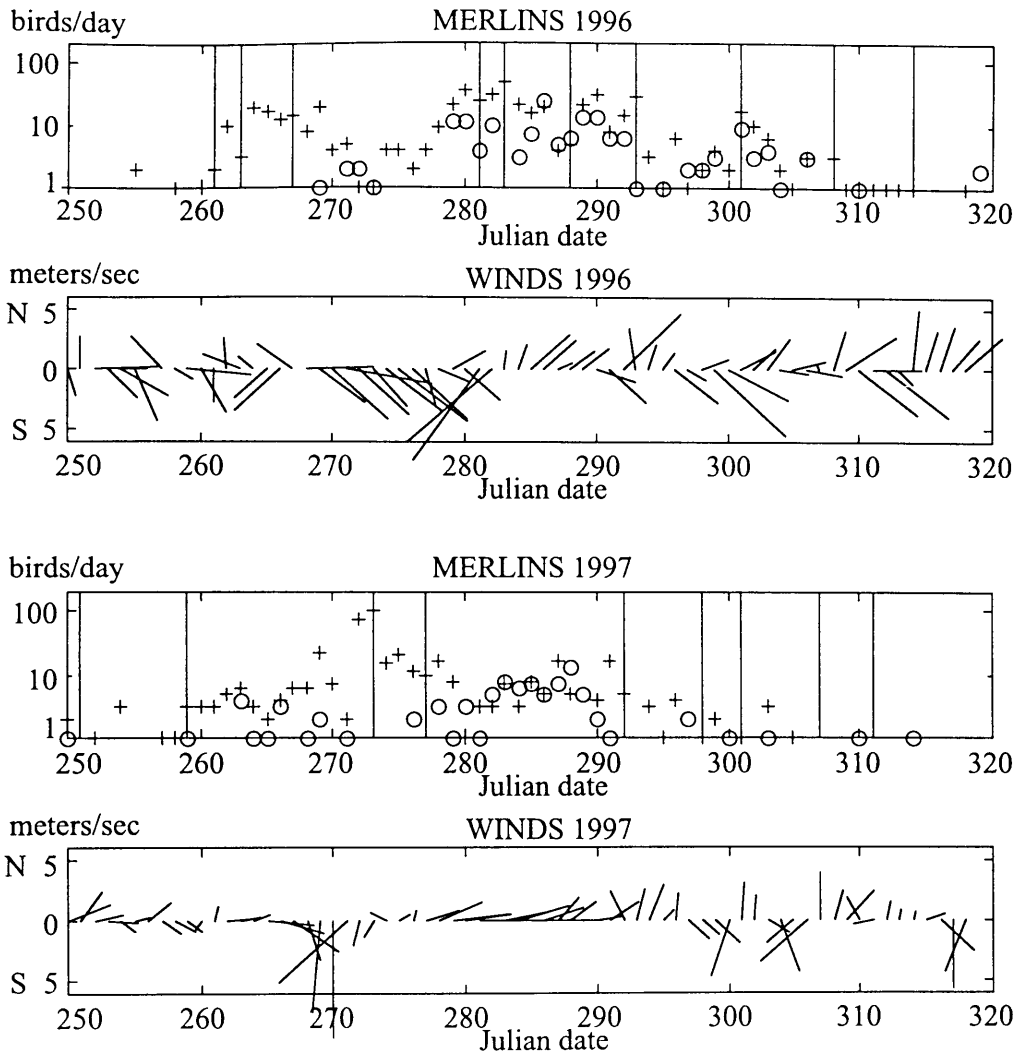 birds/day MERLINS 1996
100
10
1
250 260 270 280 290 300 310 320
Julian date
meters/sec WINDS 1996
N 5
0
S 5
250 260 270 280 290 300 310 320
Julian date
birds/day MERLINS 1997
100
10
1
250 260 270 280 290 300 310 320
Julian date
meters/sec WINDS 1997
N 5
0
S 5
250 260 270 280 290 300 310 320
Julian date